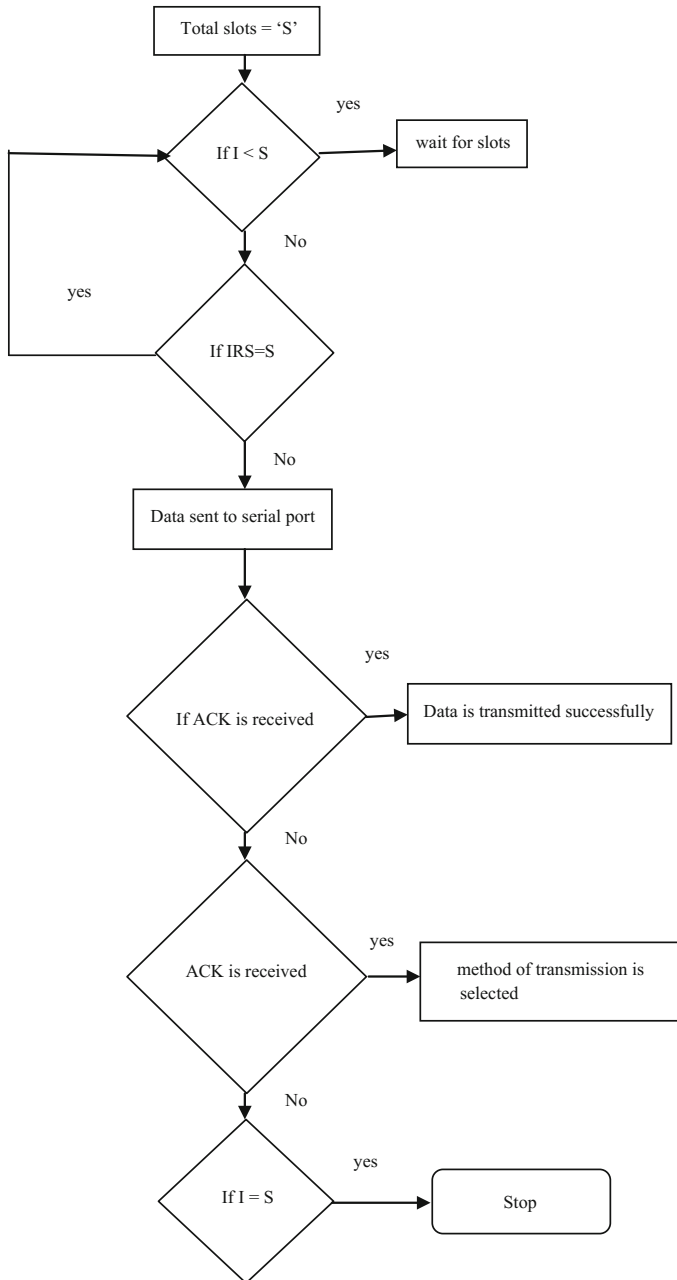 Total slots = ‘S’
yes
If I < S
wait for slots
No
yes
If IRS=S
No
Data sent to serial port
yes
If ACK is received
Data is transmitted successfully
No
yes
ACK is received
method of transmission is
selected
No
yes
If I = S
Stop